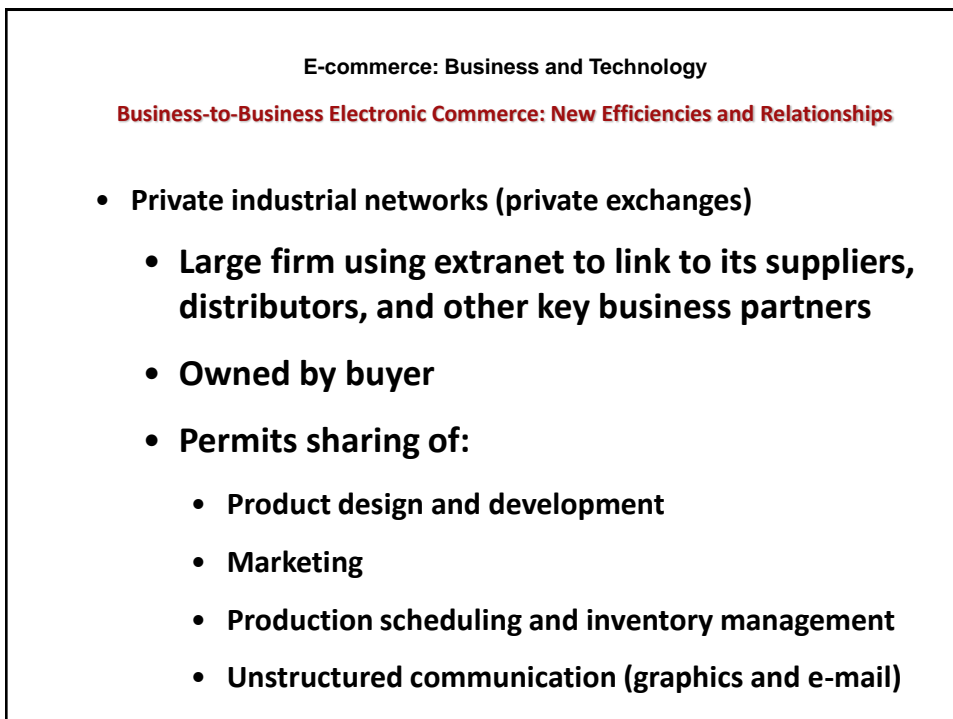 E-commerce: Business and Technology
Business-to-Business Electronic Commerce: New Efficiencies and Relationships
• Private industrial networks (private exchanges)
• Large firm using extranet to link to its suppliers,
distributors, and other key business partners
• Owned by buyer
• Permits sharing of:
• Product design and development
• Marketing
• Production scheduling and inventory management
• Unstructured communication (graphics and e-mail)